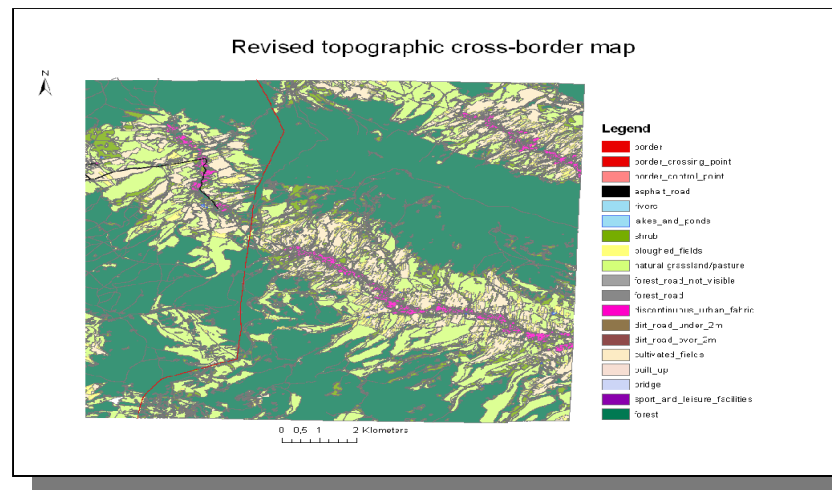 Revised topographic cross-border map
N
Legend
border
border_crossing_point
border_control_point
asphalt_road
rivers
lakes_and_ponds
shrub
ploughed_fields
natural grassland/pasture
forest_road_not_visible
forest_road
discontinuous_urban_fabric
dirt_road_under_2m
dirt_road_over_2m
cultivated_fields
built_up
bridge
sport_and_leisure_facilities
forest
0 0,5 1 2 Kilometers